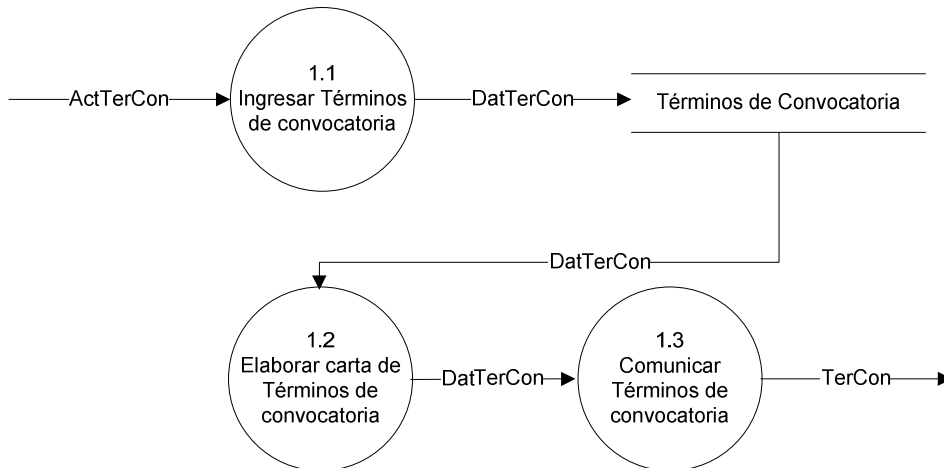 1.1
Ingresar Términos
de convocatoria
ActTerCon
DatTerCon
Términos de Convocatoria
DatTerCon
1.2
Elaborar carta de
Términos de
convocatoria
DatTerCon
1.3
Comunicar
Términos de
convocatoria
TerCon